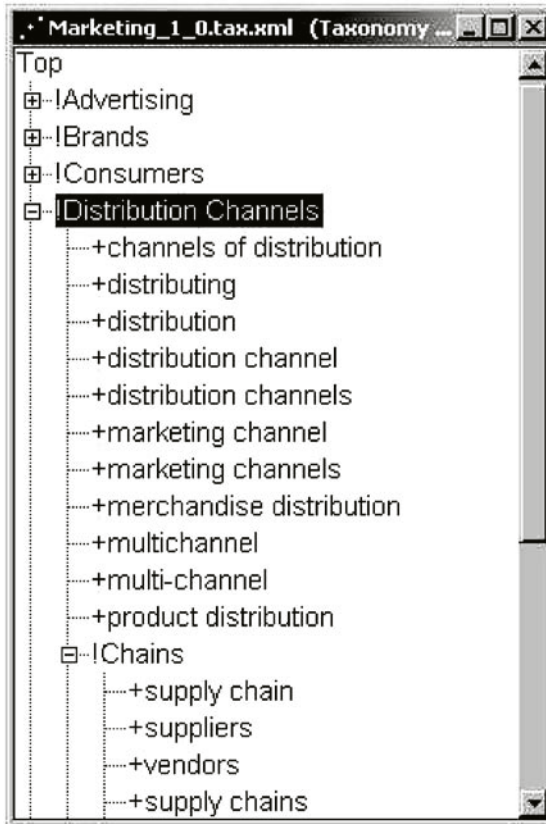 Marketing_1_0.tax.xml (Taxonomy ...
Top
!Advertising
!Brands
!Consumers
!Distribution Channels
+channels of distribution
+distributing
+distribution
+distribution channel
+distribution channels
+marketing channel
+marketing channels
+merchandise distribution
+multichannel
+multi-channel
+product distribution
!Chains
+supply chain
+suppliers
+vendors
+supply chains